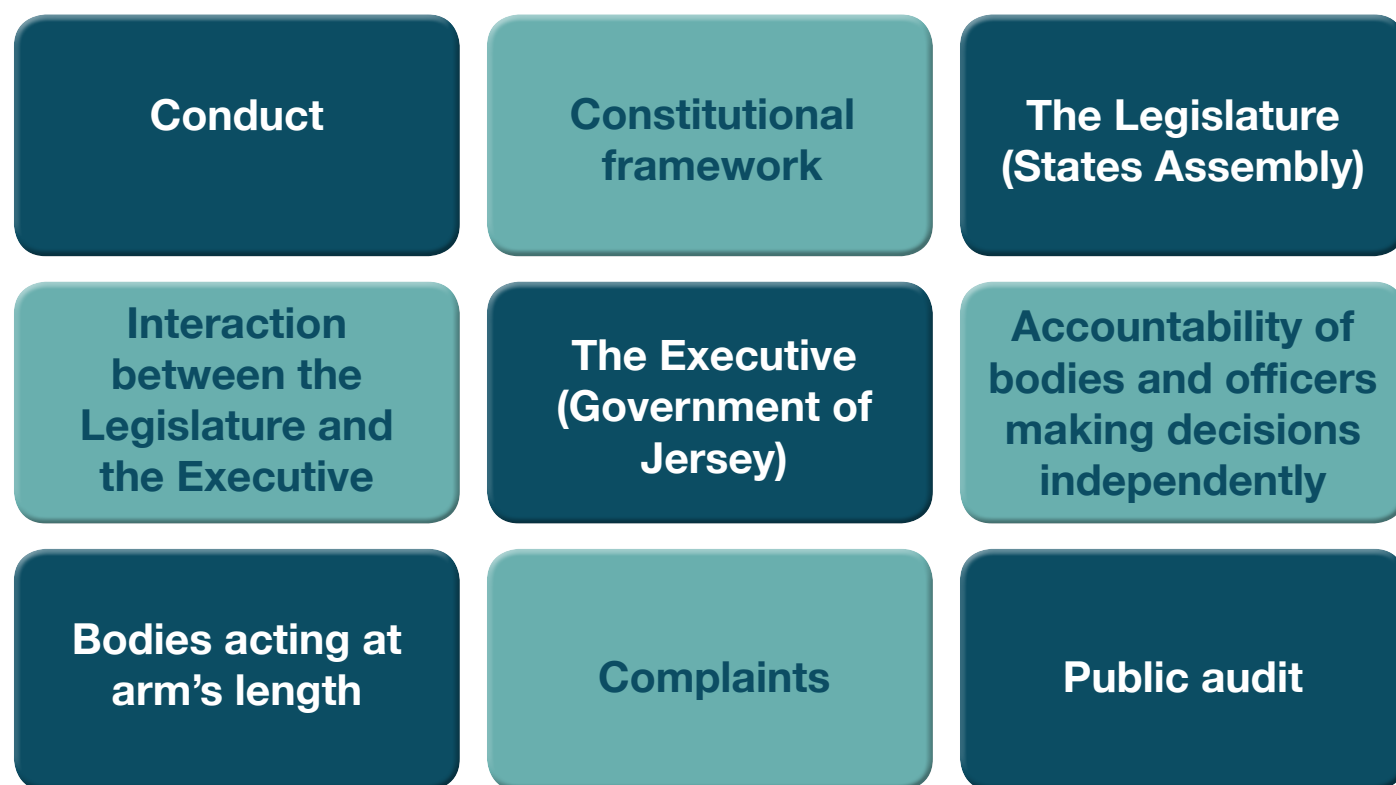 Conduct
Constitutional
framework
The Legislature
(States Assembly)
Interaction
between the
Legislature and
the Executive
The Executive
(Government of
Jersey)
Accountability of
bodies and officers
making decisions
independently
Bodies acting at
arm’s length
Complaints
Public audit